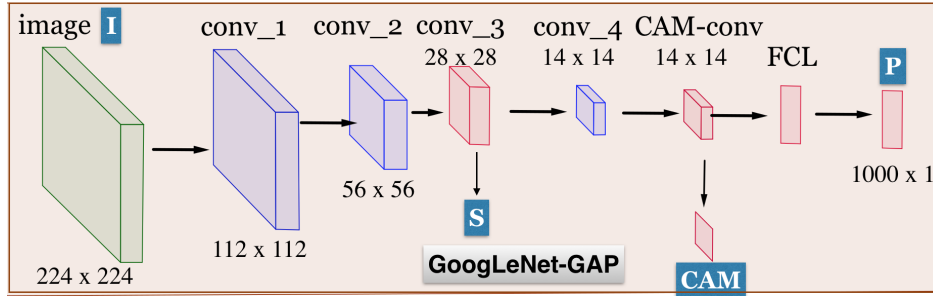 image I
conv_1
conv_2
conv_3
28 x 28
conv_4
14 x 14
CAM-conv
14 x 14
FCL
P
224 x 224
112 x 112
56 x 56
S
GoogLeNet-GAP
CAM
1000 x 1